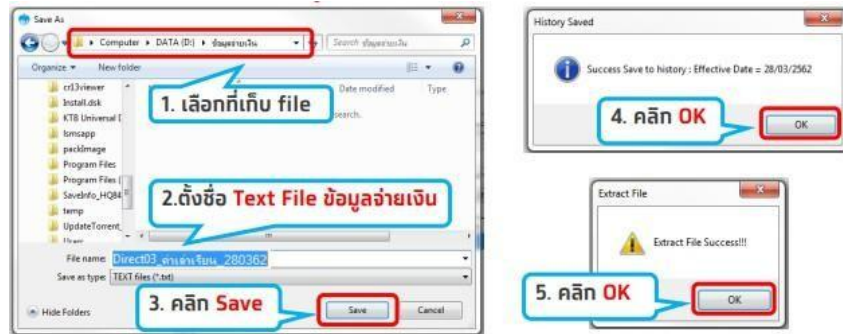 Save As
Computer ▸ DATA (D:) ▸ ข้อมูลจ่ายเงิน
Search ข้อมูลจ่ายเงิน
Organize
New folder
Date modified
Type
cr13viewer
Install.dsk
KTB Universal
lsmsapp
packImage
Program Files
Program Files (
SaveInfo_HQ84
temp
UpdateTorrent_
Users
search.
1. เลือกที่เก็บ file
2.ตั้งชื่อ Text File ข้อมูลจ่ายเงิน
File name: Direct03_ค่าเล่าเรียน_280362
Save as type: TEXT files (*.txt)
3. คลิก Save
Hide Folders
Save
Cancel
History Saved
Success Save to history : Effective Date = 28/03/2562
4. คลิก OK
OK
Extract File
Extract File Success!!!
5. คลิก OK
OK